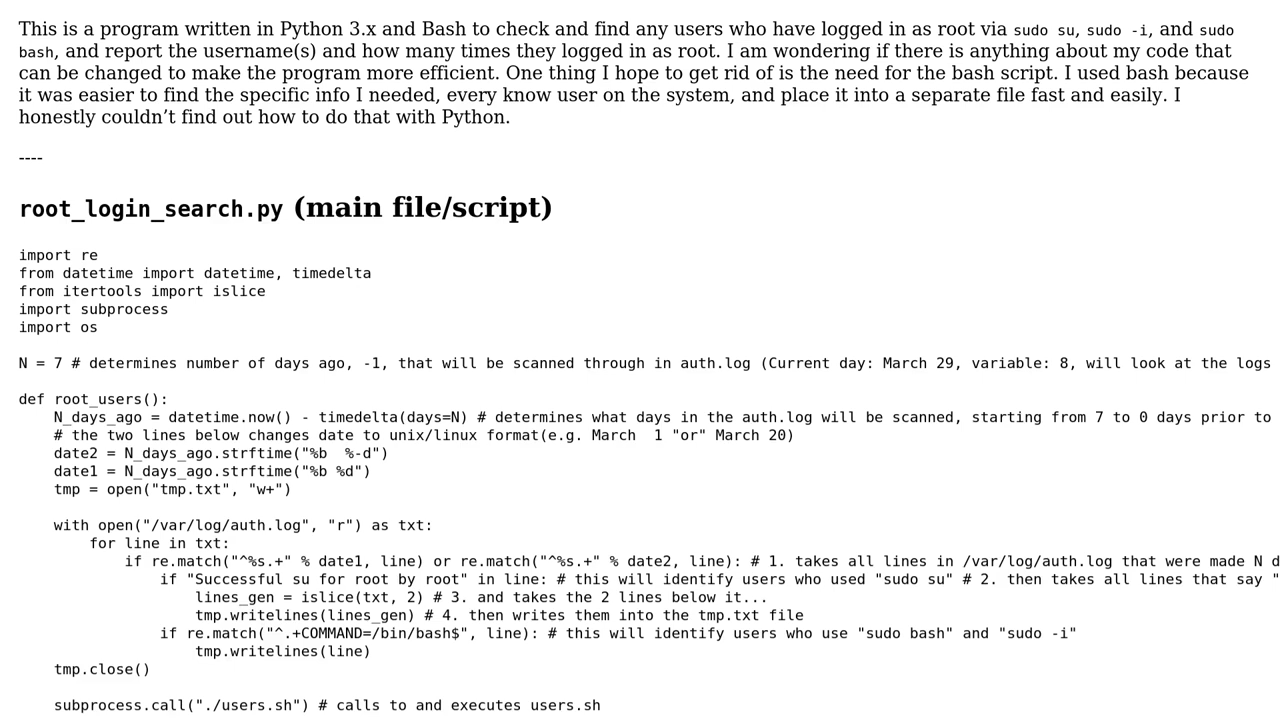 This is a program written in Python 3.x and Bash to check and find any users who have logged in as root via sudo su, sudo -i, and sudo
bash, and report the username(s) and how many times they logged in as root. I am wondering if there is anything about my code that
can be changed to make the program more efficient. One thing I hope to get rid of is the need for the bash script. I used bash because
it was easier to find the specific info I needed, every know user on the system, and place it into a separate file fast and easily. I
honestly couldn’t find out how to do that with Python.
----
root_login_search.py (main file/script)
import re
from datetime import datetime, timedelta
from itertools import islice
import subprocess
import os
N = 7 # determines number of days ago, -1, that will be scanned through in auth.log (Current day: March 29, variable: 8, will look at the logs
def root_users():
    N_days_ago = datetime.now() - timedelta(days=N) # determines what days in the auth.log will be scanned, starting from 7 to 0 days prior to
    # the two lines below changes date to unix/linux format(e.g. March  1 "or" March 20)
    date2 = N_days_ago.strftime("%b  %-d")
    date1 = N_days_ago.strftime("%b %d")
    tmp = open("tmp.txt", "w+")
    with open("/var/log/auth.log", "r") as txt:
        for line in txt:
            if re.match("^%s.+" % date1, line) or re.match("^%s.+" % date2, line): # 1. takes all lines in /var/log/auth.log that were made N d
                if "Successful su for root by root" in line: # this will identify users who used "sudo su" # 2. then takes all lines that say "
                    lines_gen = islice(txt, 2) # 3. and takes the 2 lines below it...
                    tmp.writelines(lines_gen) # 4. then writes them into the tmp.txt file
                if re.match("^.+COMMAND=/bin/bash$", line): # this will identify users who use "sudo bash" and "sudo -i"
                    tmp.writelines(line)
    tmp.close()
    subprocess.call("./users.sh") # calls to and executes users.sh